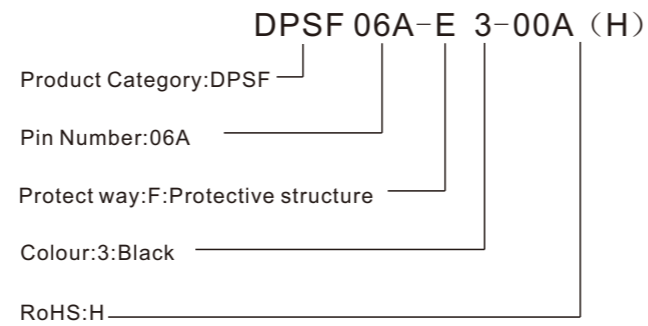 DPSF 06A-E 3-00A（H）
Product Category:DPSF
Pin Number:06A
Protect way:F:Protective structure
Colour:3:Black
RoHS:H